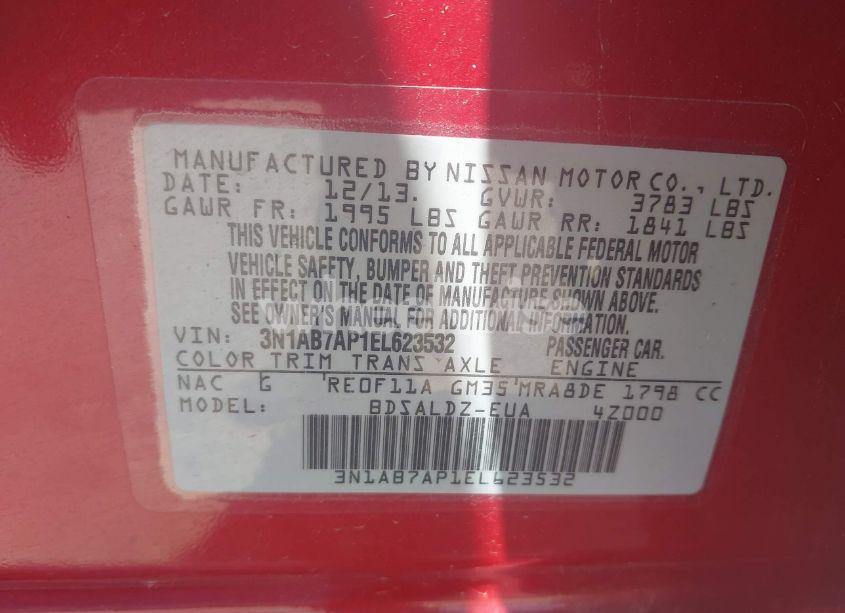 MANUFACTURED BY NISSAN MOTOR CO., LTD.
DATE: 12/13. GVWR: 3783 LBS
GAWR FR: 1995 LBS GAWR RR: 1841 LBS
THIS VEHICLE CONFORMS TO ALL APPLICABLE FEDERAL MOTOR
VEHICLE SAFETY, BUMPER AND THEFT PREVENTION STANDARDS
IN EFFECT ON THE DATE OF MANUFACTURE SHOWN ABOVE.
SEE OWNER'S MANUAL FOR ADDITIONAL INFORMATION.
VIN: 3N1AB7AP1EL623532 PASSENGER CAR.
COLOR TRIM TRANS AXLE ENGINE
NAC G RE0F11A GM35 MRA8DE 1798 CC
MODEL: BDSALDZ-EUA 4Z000
3N1AB7AP1EL623532